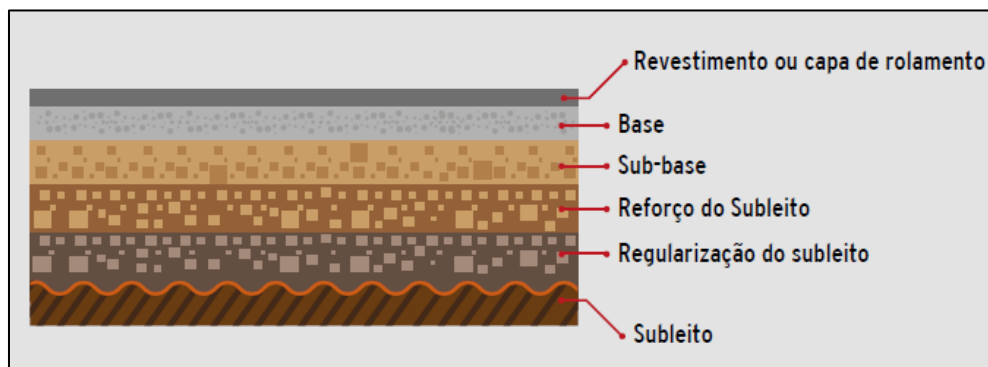 Revestimento ou capa de rolamento
Base
Sub-base
Reforço do Subleito
Regularização do subleito
Subleito